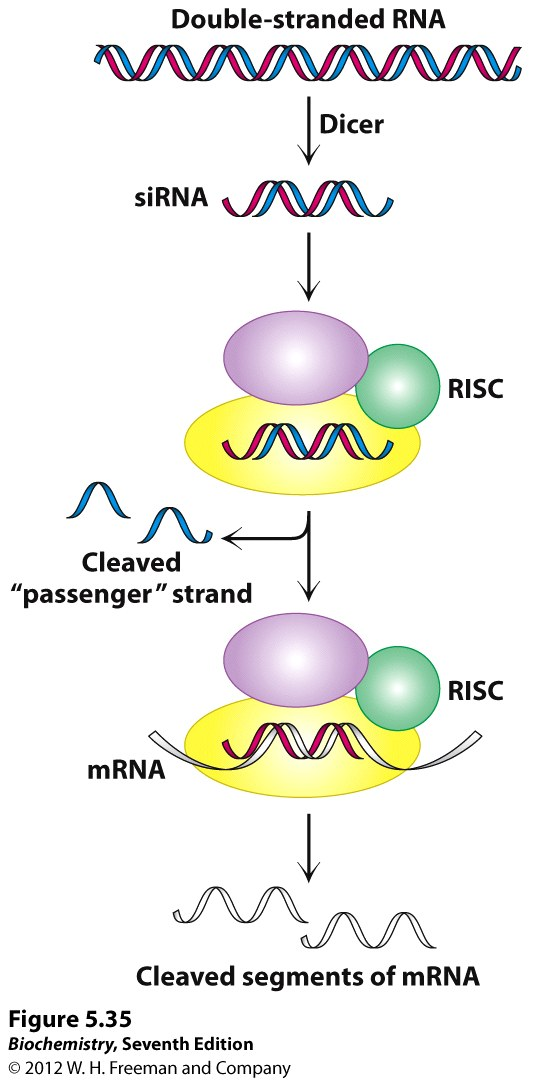 Double-stranded RNA
Dicer
siRNA
RISC
Cleaved
“passenger” strand
RISC
mRNA
Cleaved segments of mRNA
Figure 5.35
Biochemistry, Seventh Edition
© 2012 W. H. Freeman and Company